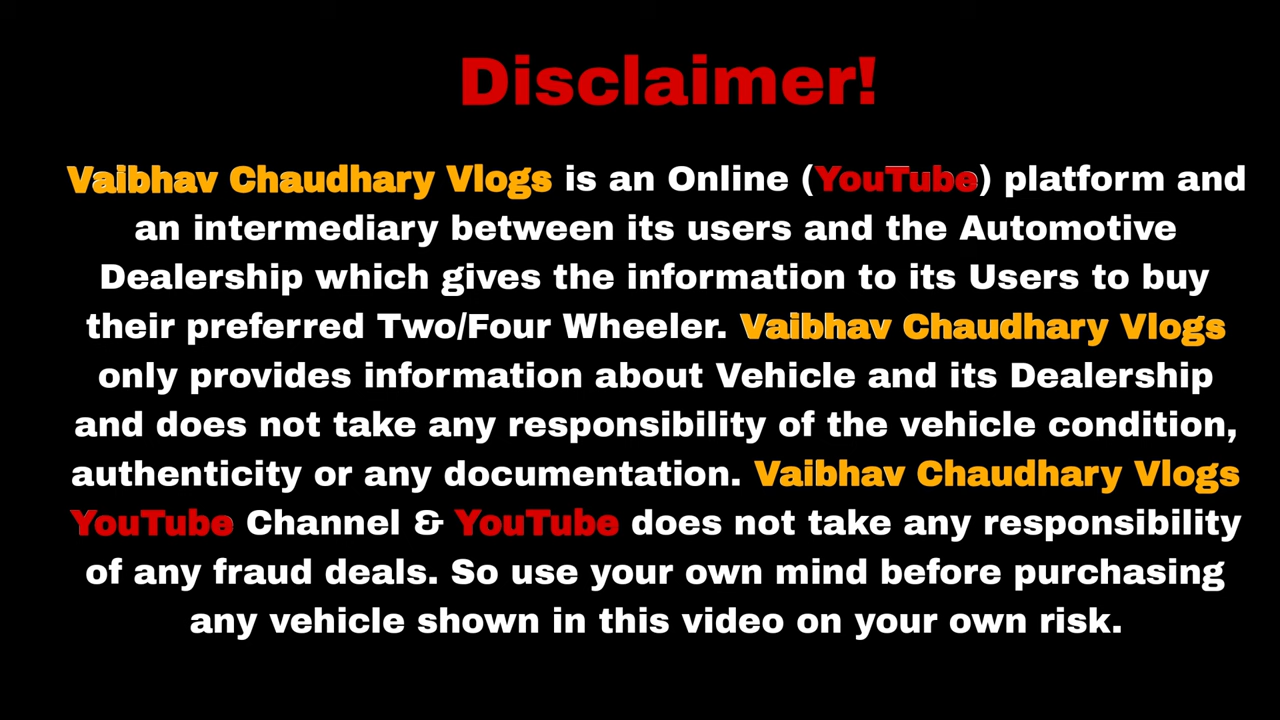 Disclaimer!
Vaibhav Chaudhary Vlogs is an Online (YouTube) platform and
an intermediary between its users and the Automotive
Dealership which gives the information to its Users to buy
their preferred Two/Four Wheeler. Vaibhav Chaudhary Vlogs
only provides information about Vehicle and its Dealership
and does not take any responsibility of the vehicle condition,
authenticity or any documentation. Vaibhav Chaudhary Vlogs
YouTube Channel & YouTube does not take any responsibility
of any fraud deals. So use your own mind before purchasing
any vehicle shown in this video on your own risk.